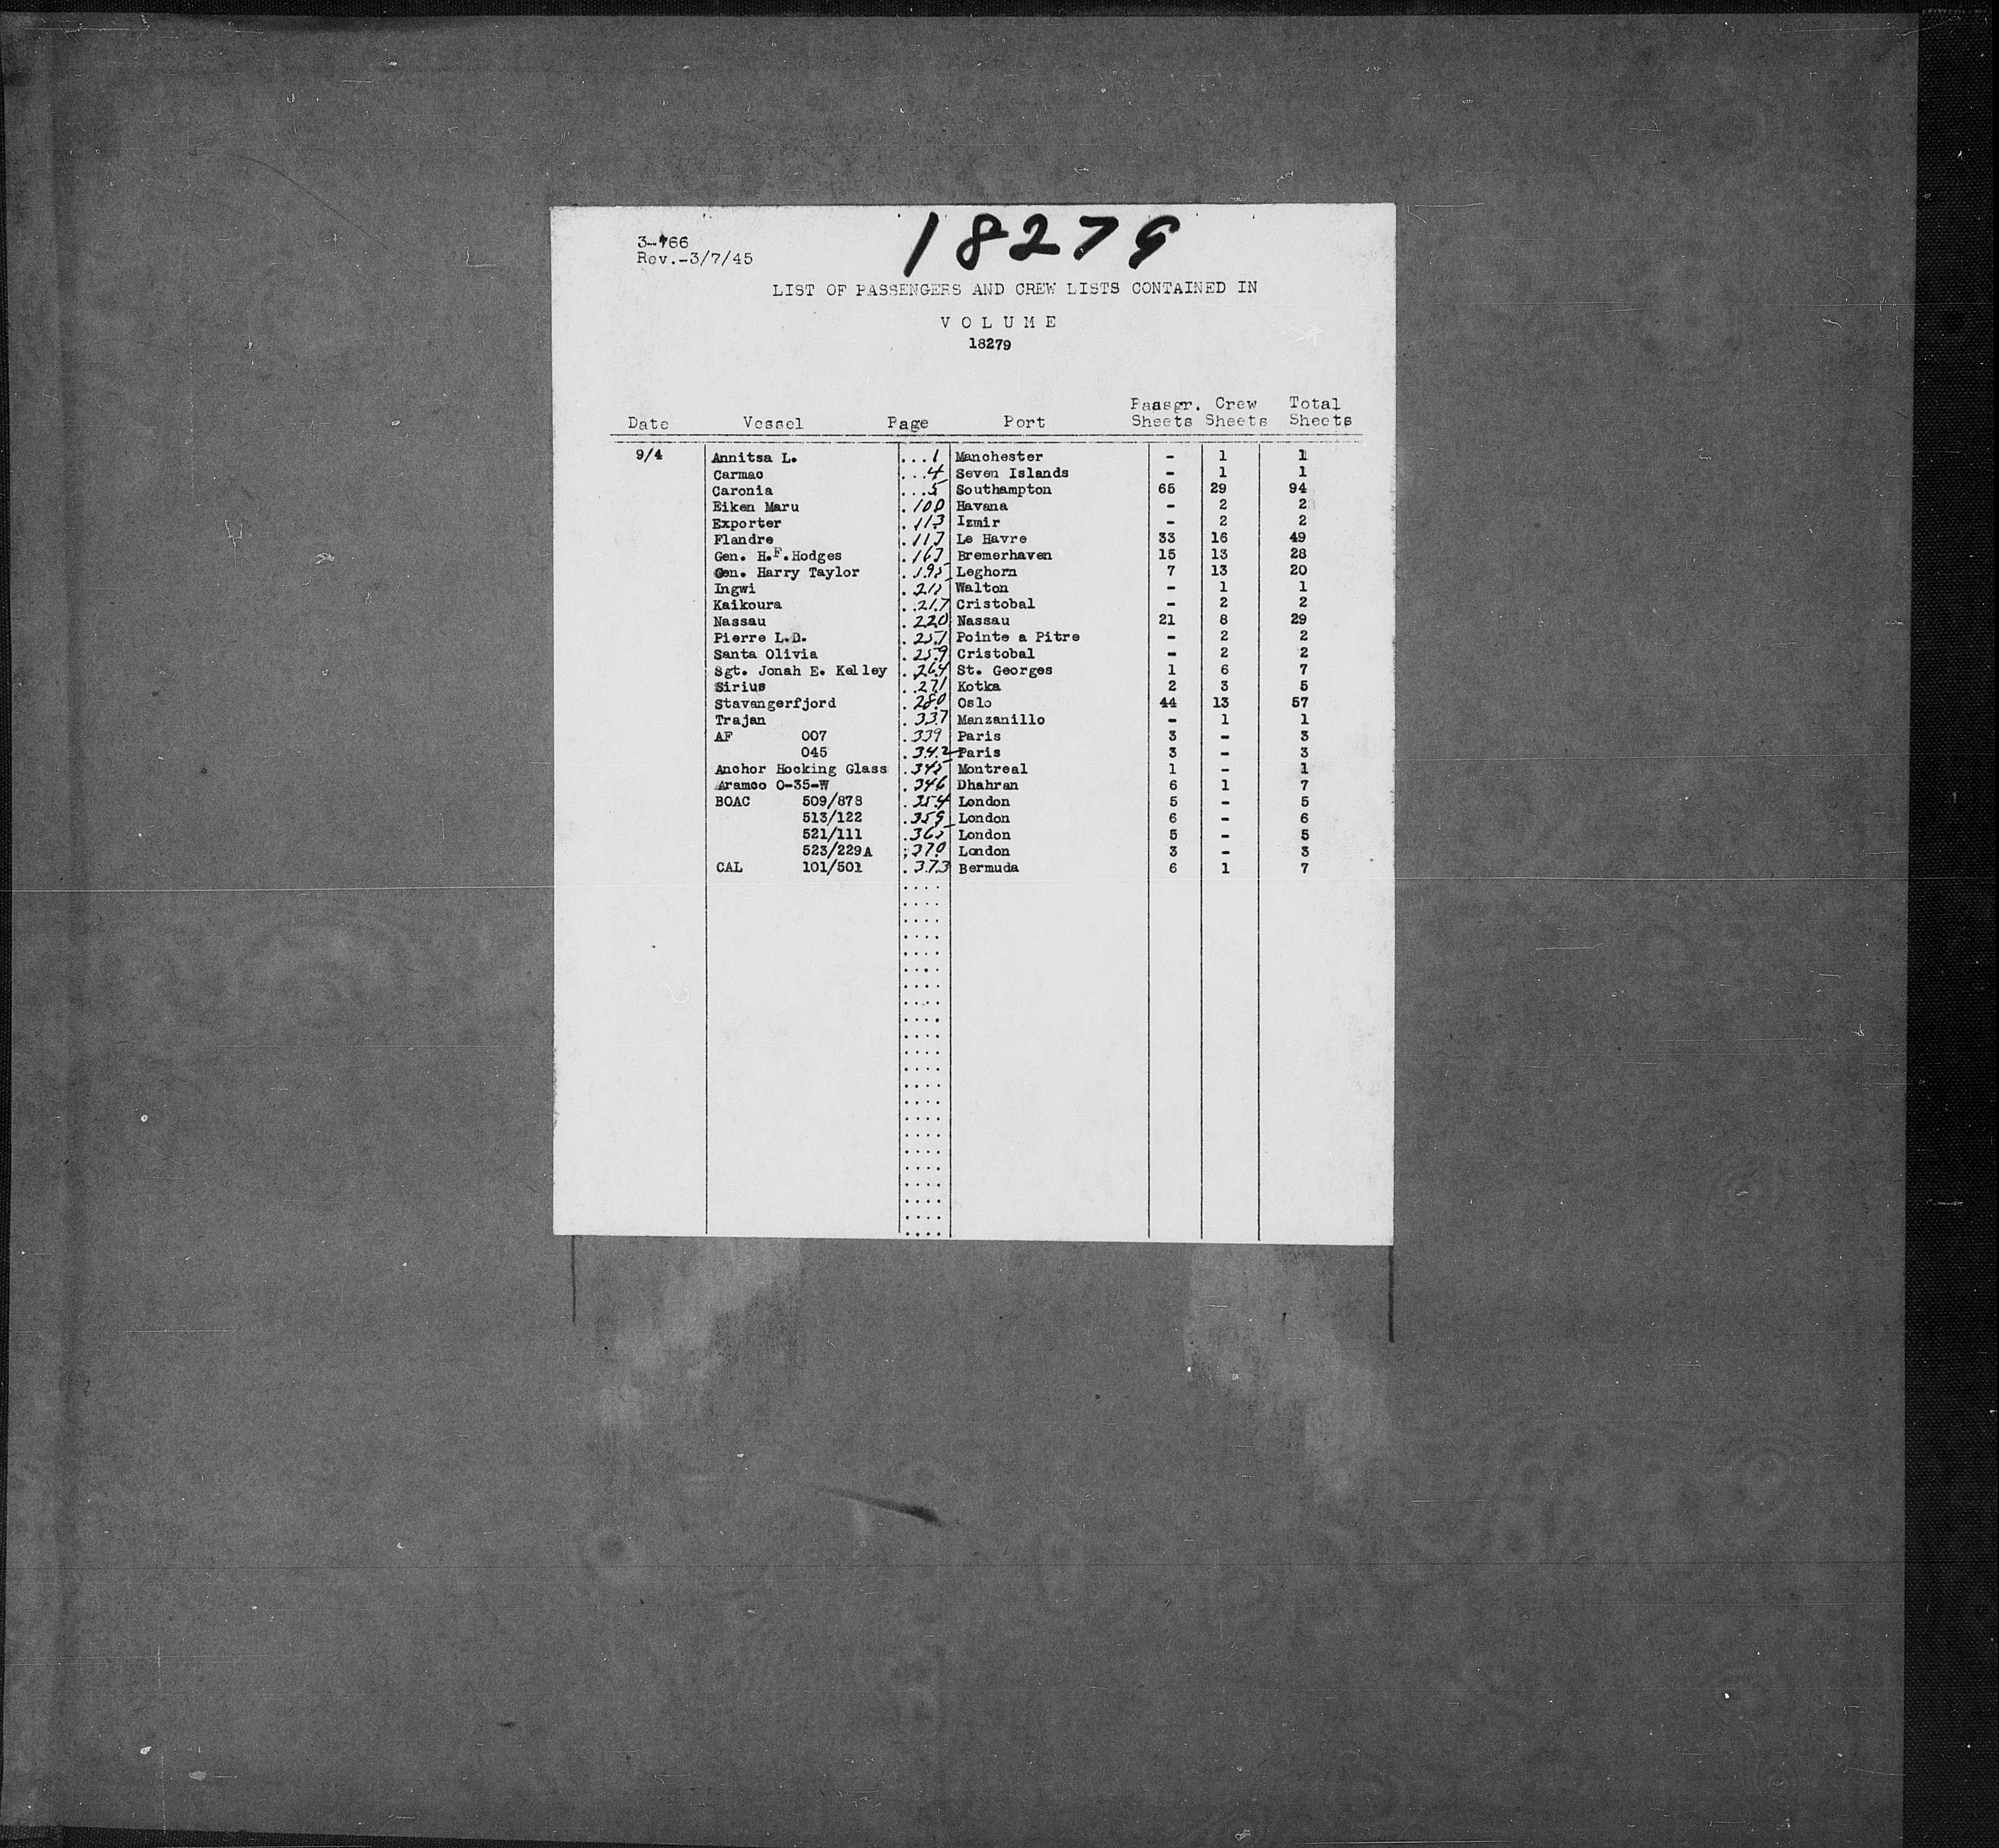 18279
3-766
Rev.-3/7/45
LIST OF PASSENGERS AND CREW LISTS CONTAINED IN
VOLUME
18279
Date Vessel Page Port Paasgr. Sheets Crew Sheets Total Sheets
9/4 Annitsa L. ...1 Manchester - 1 1
Carmac ...4 Seven Islands - 1 1
Caronia ...5 Southampton 65 29 94
Eiken Maru .100 Havana - 2 2
Exporter .113 Izmir - 2 2
Flandre .117 Le Havre 33 16 49
Gen. H.F.Hodges .167 Bremerhaven 15 13 28
Gen. Harry Taylor .195 Leghorn 7 13 20
Ingwi .215 Walton - 1 1
Kaikoura .217 Cristobal - 2 2
Nassau .220 Nassau 21 8 29
Pierre L.D. .251 Pointe a Pitre - 2 2
Santa Olivia .259 Cristobal - 2 2
Sgt. Jonah E. Kelley .264 St. Georges 1 6 7
Sirius .271 Kotka 2 3 5
Stavangerfjord .280 Oslo 44 13 57
Trajan .337 Manzanillo - 1 1
AF 007 .339 Paris 3 - 3
045 .342 Paris 3 - 3
Anchor Hocking Glass .345 Montreal 1 - 1
Aramco O-35-W .346 Dhahran 6 1 7
BOAC 509/878 .354 London 5 - 5
513/122 .359 London 6 - 6
521/111 .365 London 5 - 5
523/229A .370 London 3 - 3
CAL 101/501 .373 Bermuda 6 1 7